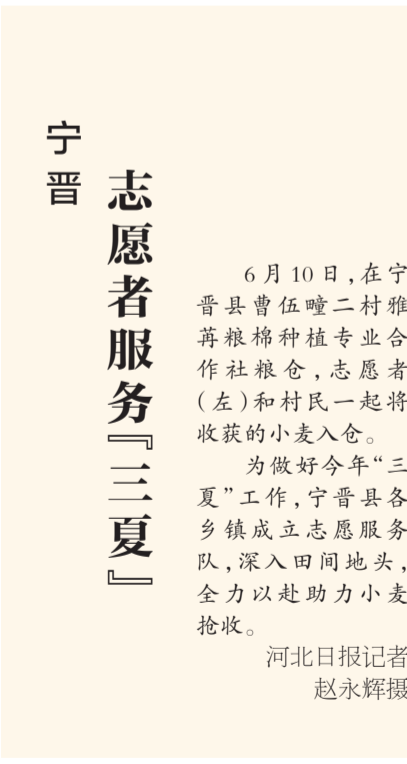 宁晋
志愿者服务『三夏』
6月10日,在宁
晋县曹伍疃二村雅
苒粮棉种植专业合
作社粮仓,志愿者
(左)和村民一起将
收获的小麦入仓。
为做好今年“三
夏”工作,宁晋县各
乡镇成立志愿服务
队,深入田间地头,
全力以赴助力小麦
抢收。
河北日报记者
赵永辉摄